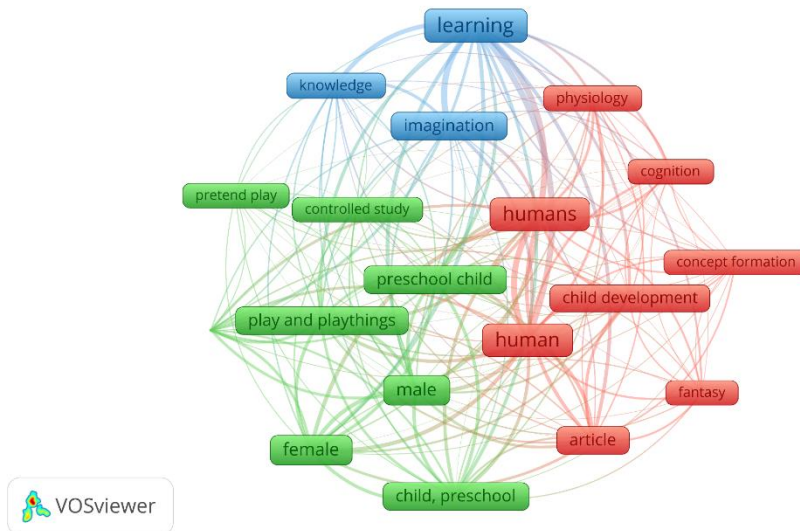 learning
knowledge
physiology
imagination
cognition
pretend play
controlled study
humans
concept formation
preschool child
child development
play and playthings
human
male
fantasy
female
article
child, preschool
VOSviewer